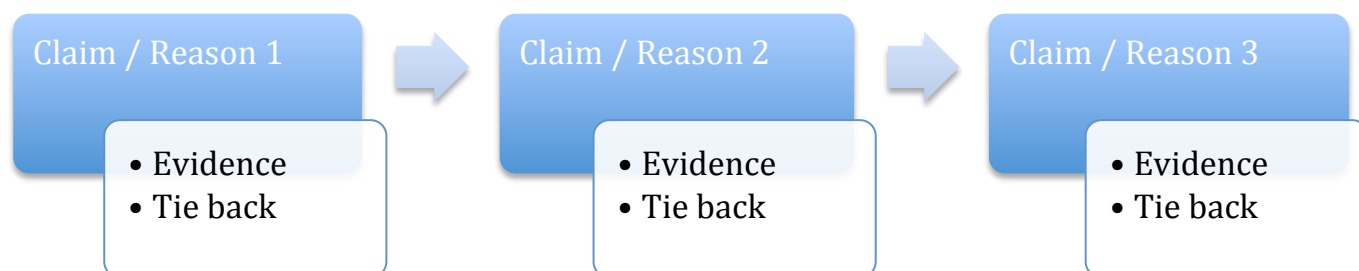 Claim / Reason 1
• Evidence
• Tie back
Claim / Reason 2
• Evidence
• Tie back
Claim / Reason 3
• Evidence
• Tie back